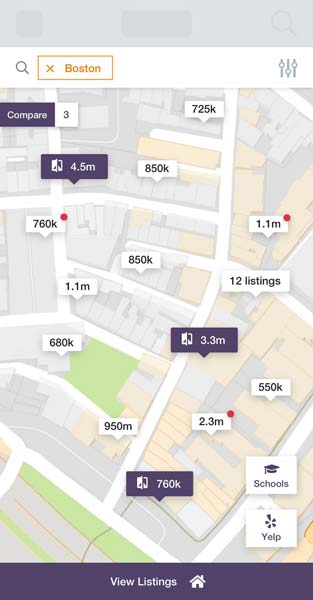 Boston
Compare 3
725k
4.5m
850k
760k
1.1m
850k
12 listings
1.1m
3.3m
680k
550k
2.3m
950m
760k
Schools
Yelp
View Listings